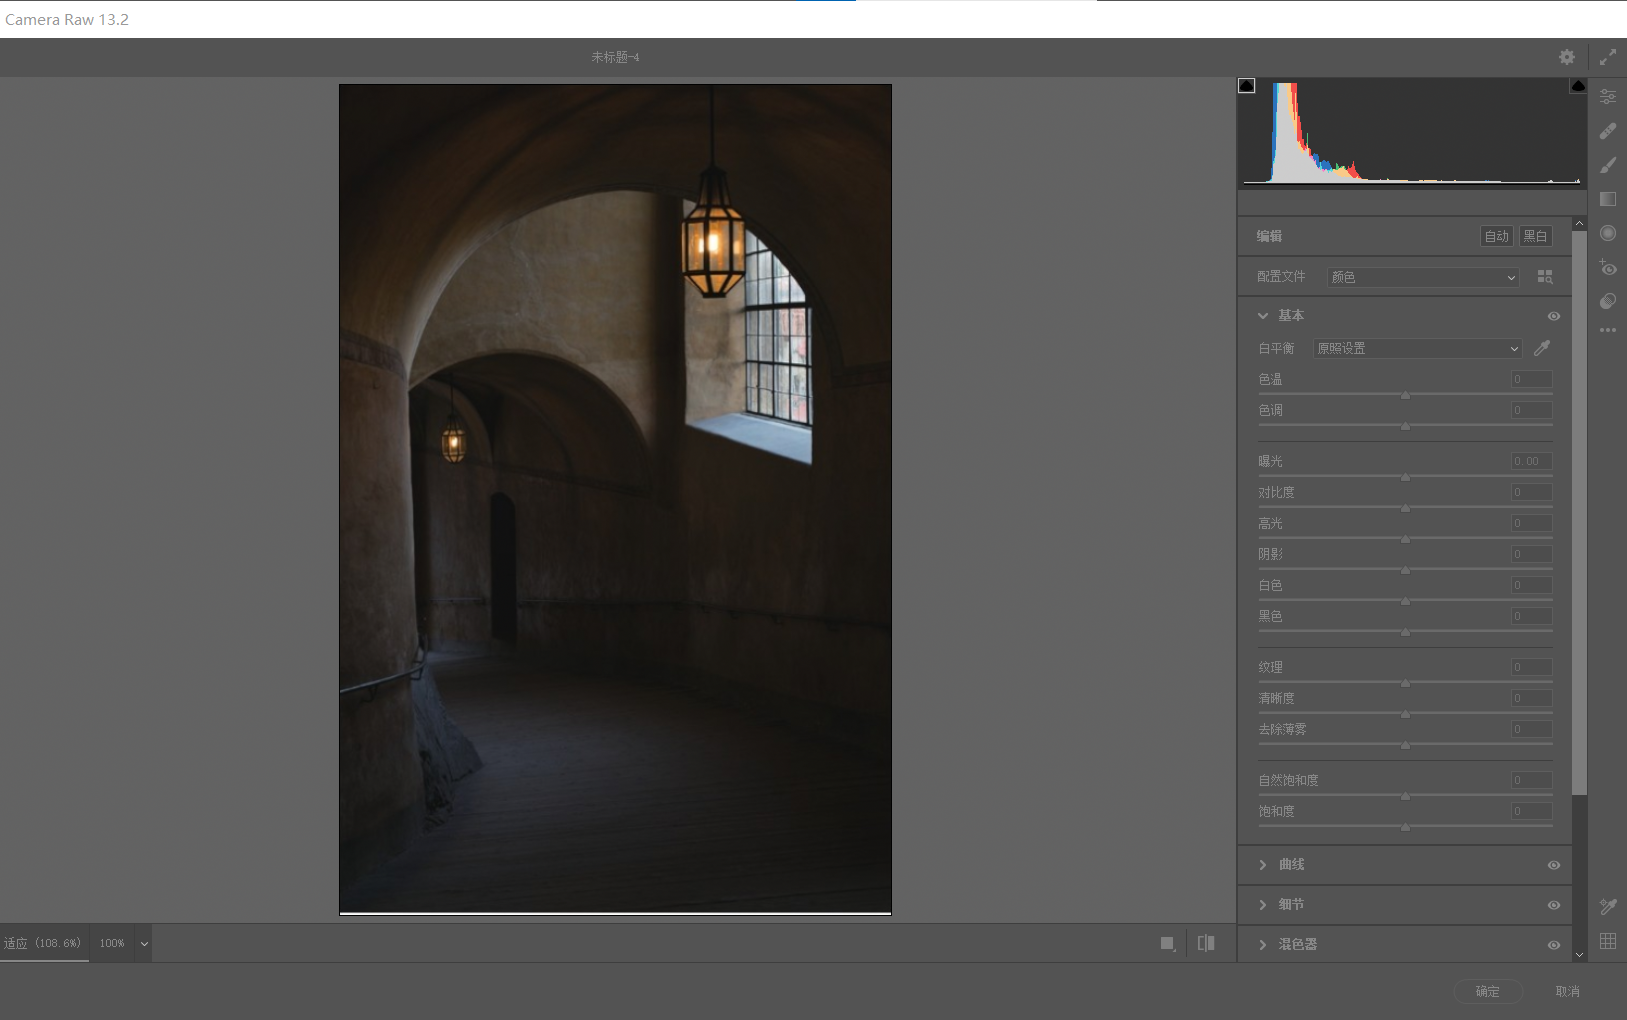 Camera Raw 13.2
未标题-4
编辑
自动
黑白
配置文件
颜色
基本
白平衡
原照设置
色温
0
色调
0
曝光
0.00
对比度
0
高光
0
阴影
0
白色
0
黑色
0
纹理
0
清晰度
0
去除薄雾
0
自然饱和度
0
饱和度
0
曲线
细节
混色器
适应 (108.6%)
100%
确定
取消